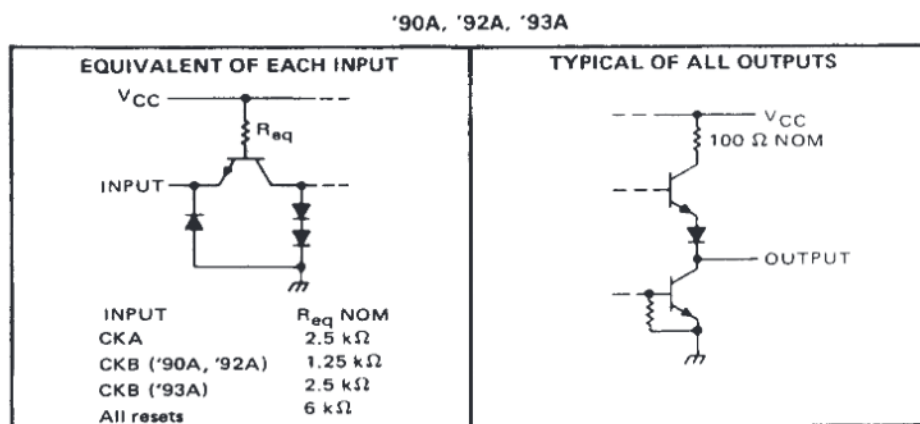 '90A, '92A, '93A
EQUIVALENT OF EACH INPUT
VCC
Req
INPUT
INPUT Req NOM
CKA 2.5 kΩ
CKB ('90A, '92A) 1.25 kΩ
CKB ('93A) 2.5 kΩ
All resets 6 kΩ
TYPICAL OF ALL OUTPUTS
VCC
100 Ω NOM
OUTPUT